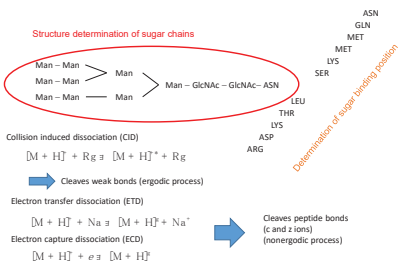 Structure determination of sugar chains
ASN
GLN
MET
MET
LYS
SER
Man – Man
Man – Man
Man
Man – Man
Man
Man – GlcNAc – GlcNAc – ASN
LEU
THR
LYS
ASP
ARG
Determination of sugar binding position
Collision induced dissociation (CID)
[M + H]⁺ + Rg ∃ [M + H]⁺* + Rg
Cleaves weak bonds (ergodic process)
Electron transfer dissociation (ETD)
[M + H]⁺ + Na ∃ [M + H]ᴿ + Na⁺
Cleaves peptide bonds
(c and z ions)
(nonergodic process)
Electron capture dissociation (ECD)
[M + H]⁺ + e ∃ [M + H]ᴿ